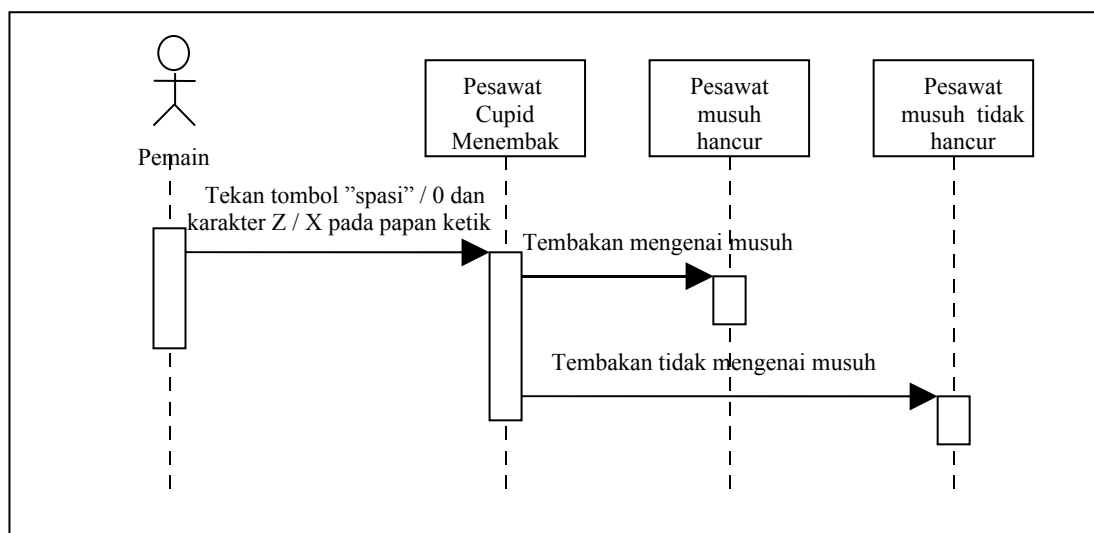 Pemain
Pesawat
Cupid
Menembak
Pesawat
musuh
hancur
Pesawat
musuh tidak
hancur
Tekan tombol ”spasi” / 0 dan
karakter Z / X pada papan ketik
Tembakan mengenai musuh
Tembakan tidak mengenai musuh